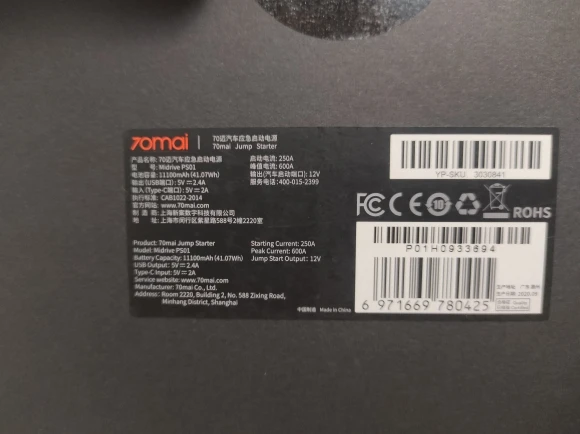 70mai | 70迈汽车应急启动电源
70mai Jump Starter
产品名称: 70迈汽车应急启动电源
型号: Midrive PS01
电池容量: 11100mAh (41.07Wh)
输出(USB端口): 5V⎓2.4A
输入(Type-C端口): 5V⎓2A
执行标准: CAB1022-2014
官方网站: www.70mai.com
制造商: 上海新案数字科技有限公司
地址: 上海市闵行区紫星路588号2幢2220室
启动电流: 250A
峰值电流: 600A
输出(汽车启动端口): 12V
服务电话: 400-015-2399
Product: 70mai Jump Starter
Model: Midrive PS01
Battery Capacity: 11100mAh (41.07Wh)
USB Output: 5V⎓2.4A
Type-C Input: 5V⎓2A
Service website: www.70mai.com
Manufacturer: 70mai Co., Ltd.
Address: Room 2220, Building 2, No. 588 Zixing Road,
Minhang District, Shanghai
Starting Current: 250A
Peak Current: 600A
Jump Start Output: 12V
中国制造 Made in China
YP-SKU: 3030841
FC CE 10 ROHS
P01H0933694
6 971669 780425